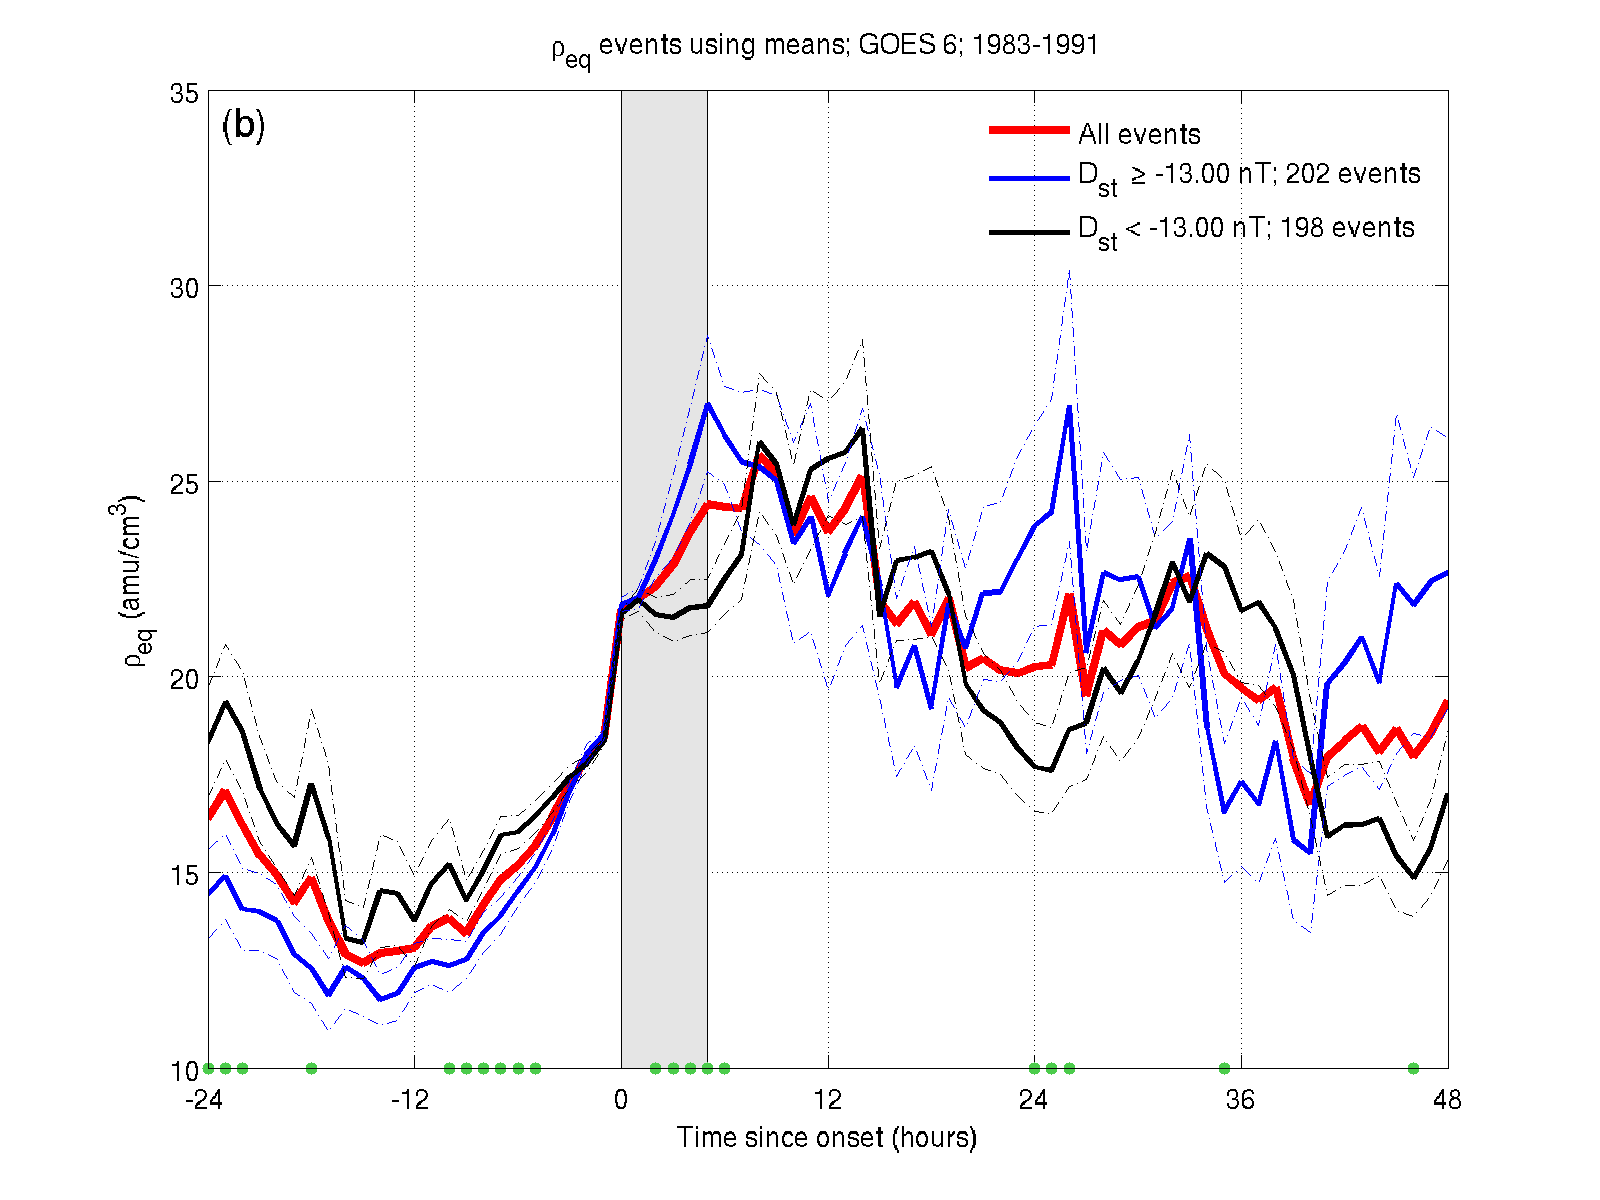 ρeq events using means; GOES 6; 1983-1991
(b)
All events
Dst ≥ -13.00 nT; 202 events
Dst < -13.00 nT; 198 events
35
30
25
20
15
10
ρeq (amu/cm3)
-24 -12 0 12 24 36 48
Time since onset (hours)